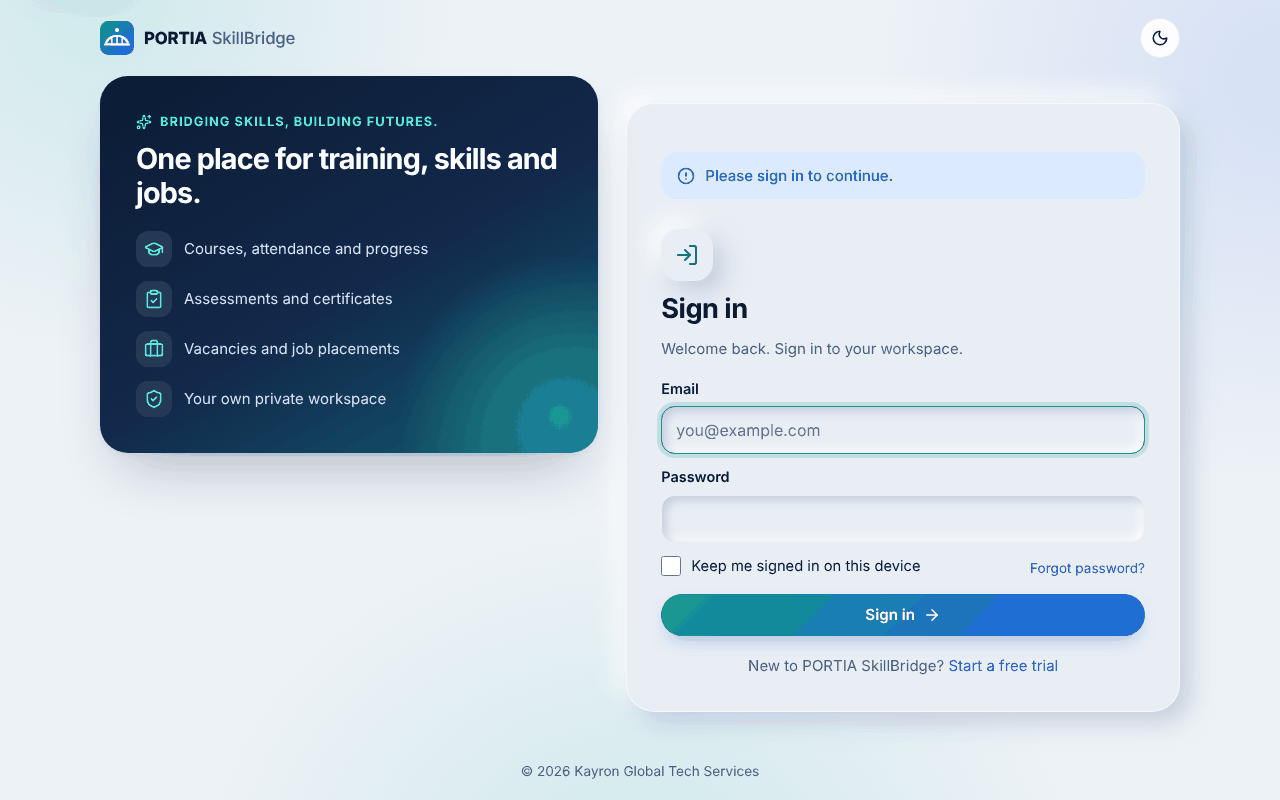 PORTIA SkillBridge
BRIDGING SKILLS, BUILDING FUTURES.
One place for training, skills and
jobs.
Courses, attendance and progress
Assessments and certificates
Vacancies and job placements
Your own private workspace
Please sign in to continue.
Sign in
Welcome back. Sign in to your workspace.
Email
you@example.com
Password
Keep me signed in on this device
Forgot password?
Sign in
New to PORTIA SkillBridge? Start a free trial
© 2026 Kayron Global Tech Services